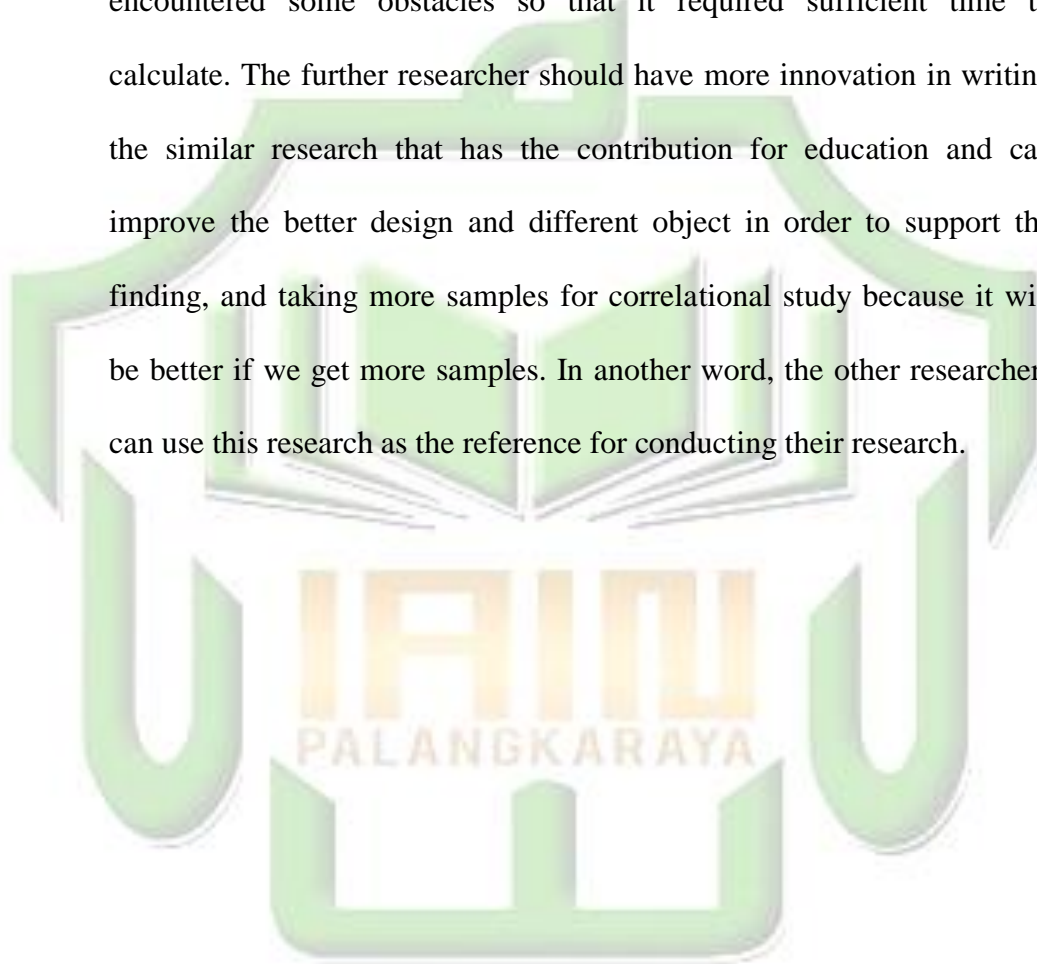 encountered some obstacles so that it required sufficient time t
calculate. The further researcher should have more innovation in writin
the similar research that has the contribution for education and ca
improve the better design and different object in order to support th
finding, and taking more samples for correlational study because it wi
be better if we get more samples. In another word, the other researcher
can use this research as the reference for conducting their research.
IAIN
PALANGKARAYA